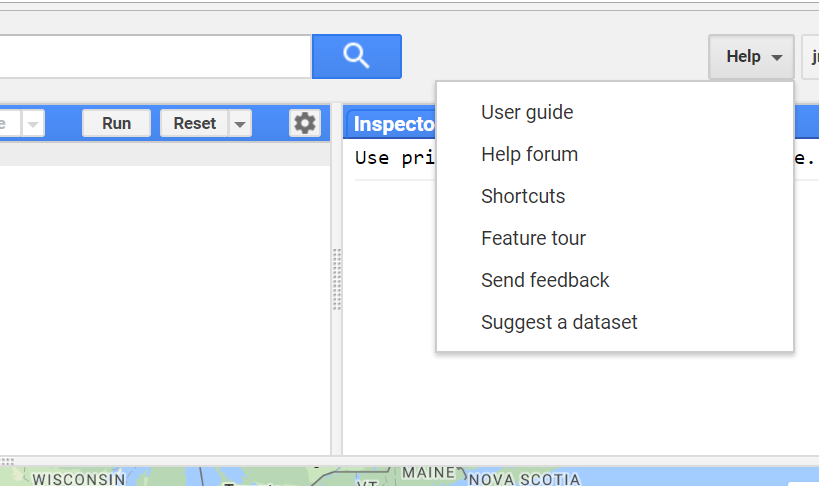 Help
j
Run
Reset
Inspecto
Use pri
e.
User guide
Help forum
Shortcuts
Feature tour
Send feedback
Suggest a dataset
WISCONSIN
MAINE
VT
NOVA SCOTIA